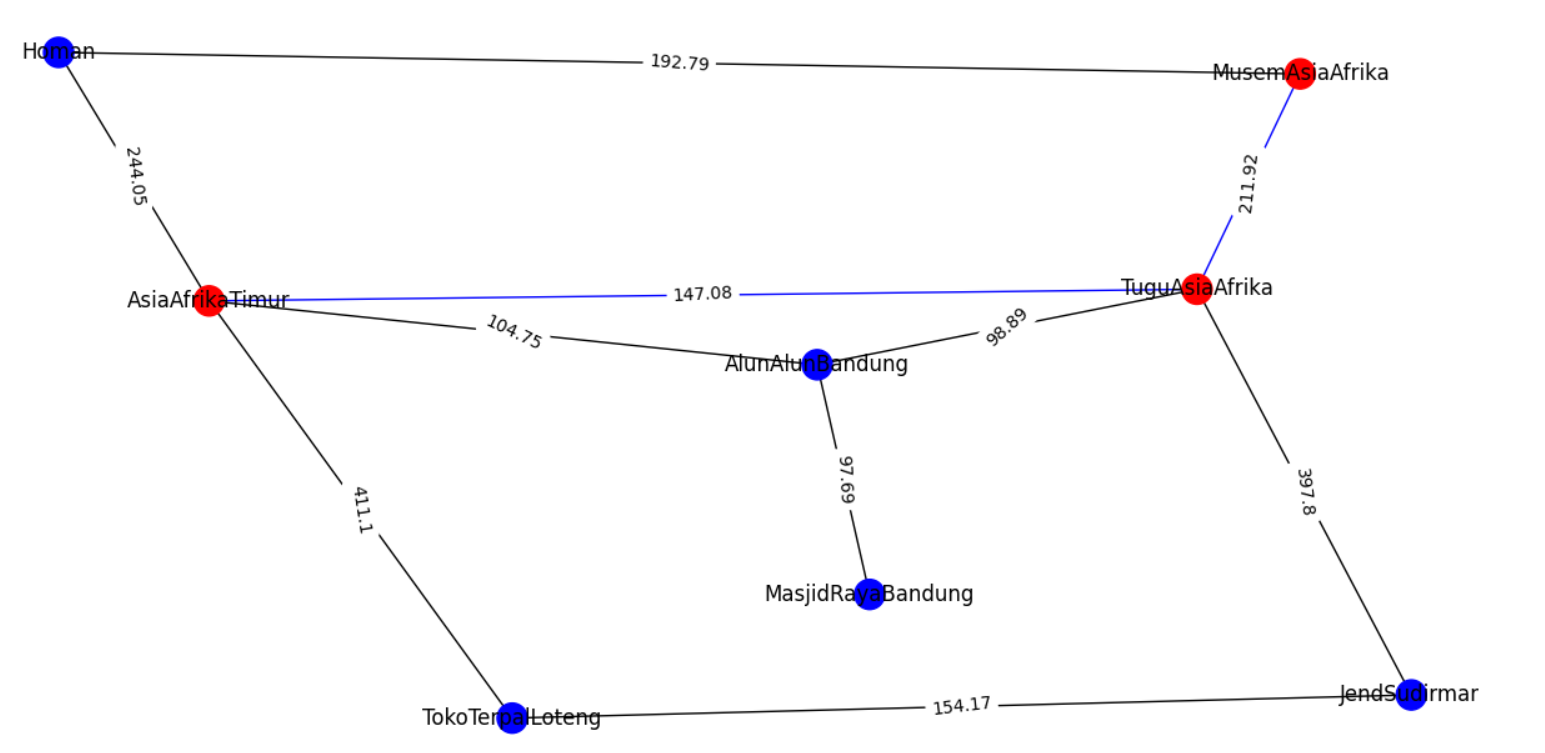 Homan
192.79
MusemAsiaAfrika
244.05
211.92
AsiaAfrikaTimur
147.08
TuguAsiaAfrika
104.75
98.89
AlunAlunBandung
97.69
397.8
411.1
MasjidRayaBandung
TokoTerpalLoteng
154.17
JendSudirmar